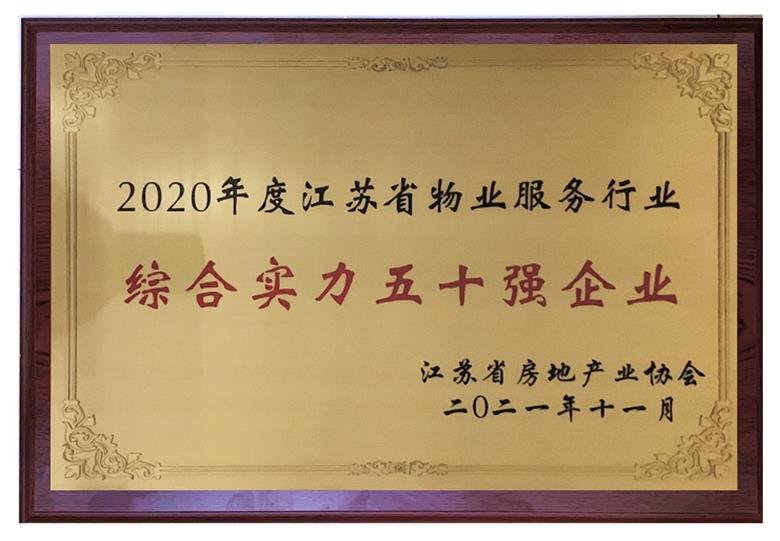 2020年度江苏省物业服务行业
综合实力五十强企业
江苏省房地产业协会
二〇二一年十一月